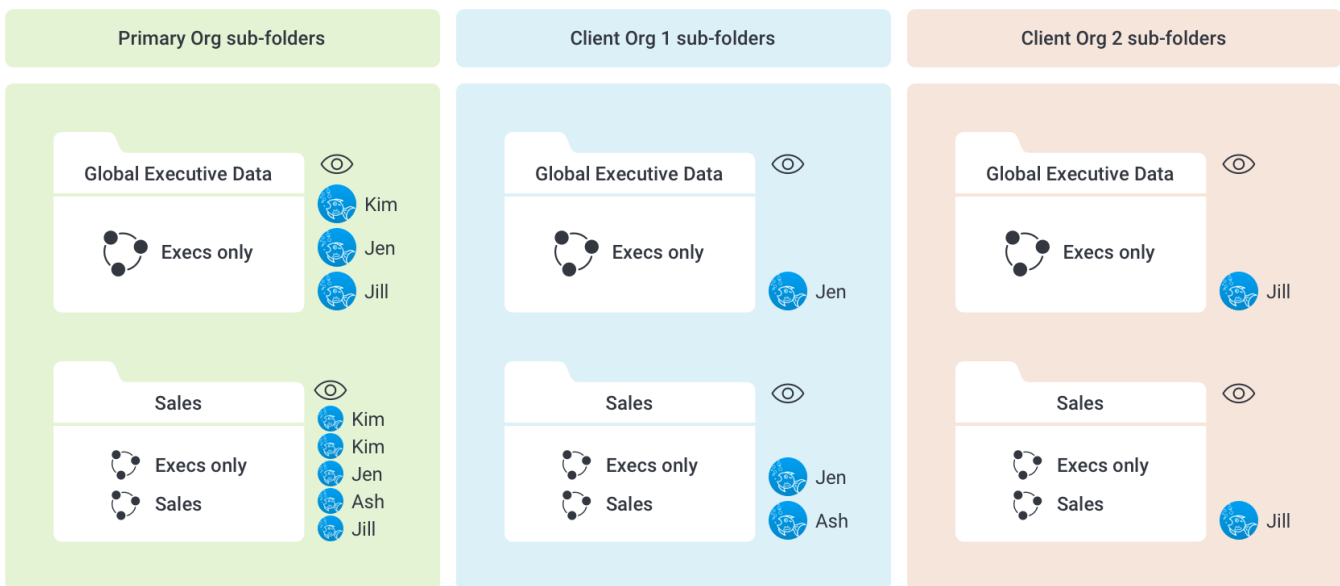 Primary Org sub-folders
Client Org 1 sub-folders
Client Org 2 sub-folders
Global Executive Data
Execs only
Kim
Jen
Jill
Global Executive Data
Execs only
Jen
Global Executive Data
Execs only
Jill
Sales
Execs only
Sales
Kim
Kim
Jen
Ash
Jill
Sales
Execs only
Sales
Jen
Ash
Sales
Execs only
Sales
Jill